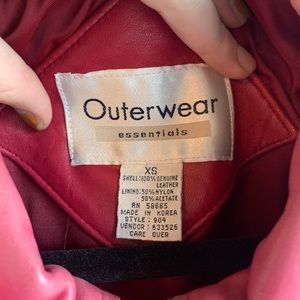 Outerwear
essentials
XS
SHELL:100%GENUINE
LEATHER
LINING:50%NYLON
50%ACETATE
RN 58665
MADE IN KOREA
STYLE: 904
VENDOR: 633526
CARE OVER